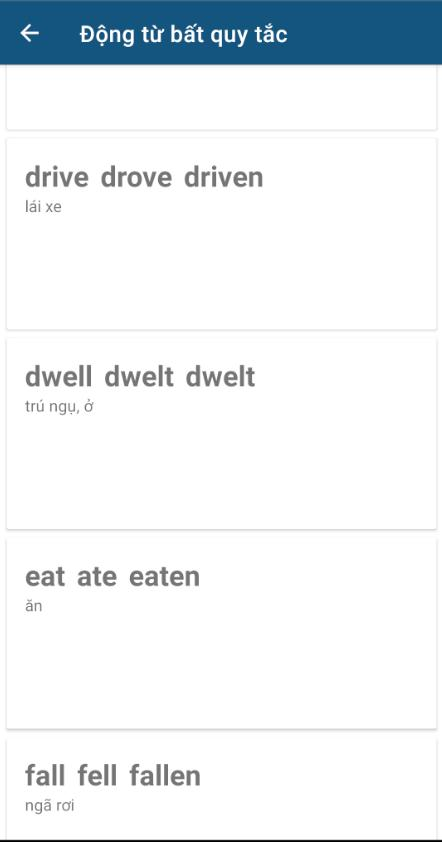 Động từ bất quy tắc
drive drove driven
lái xe
dwell dwelt dwelt
trú ngụ, ở
eat ate eaten
ăn
fall fell fallen
ngã rơi